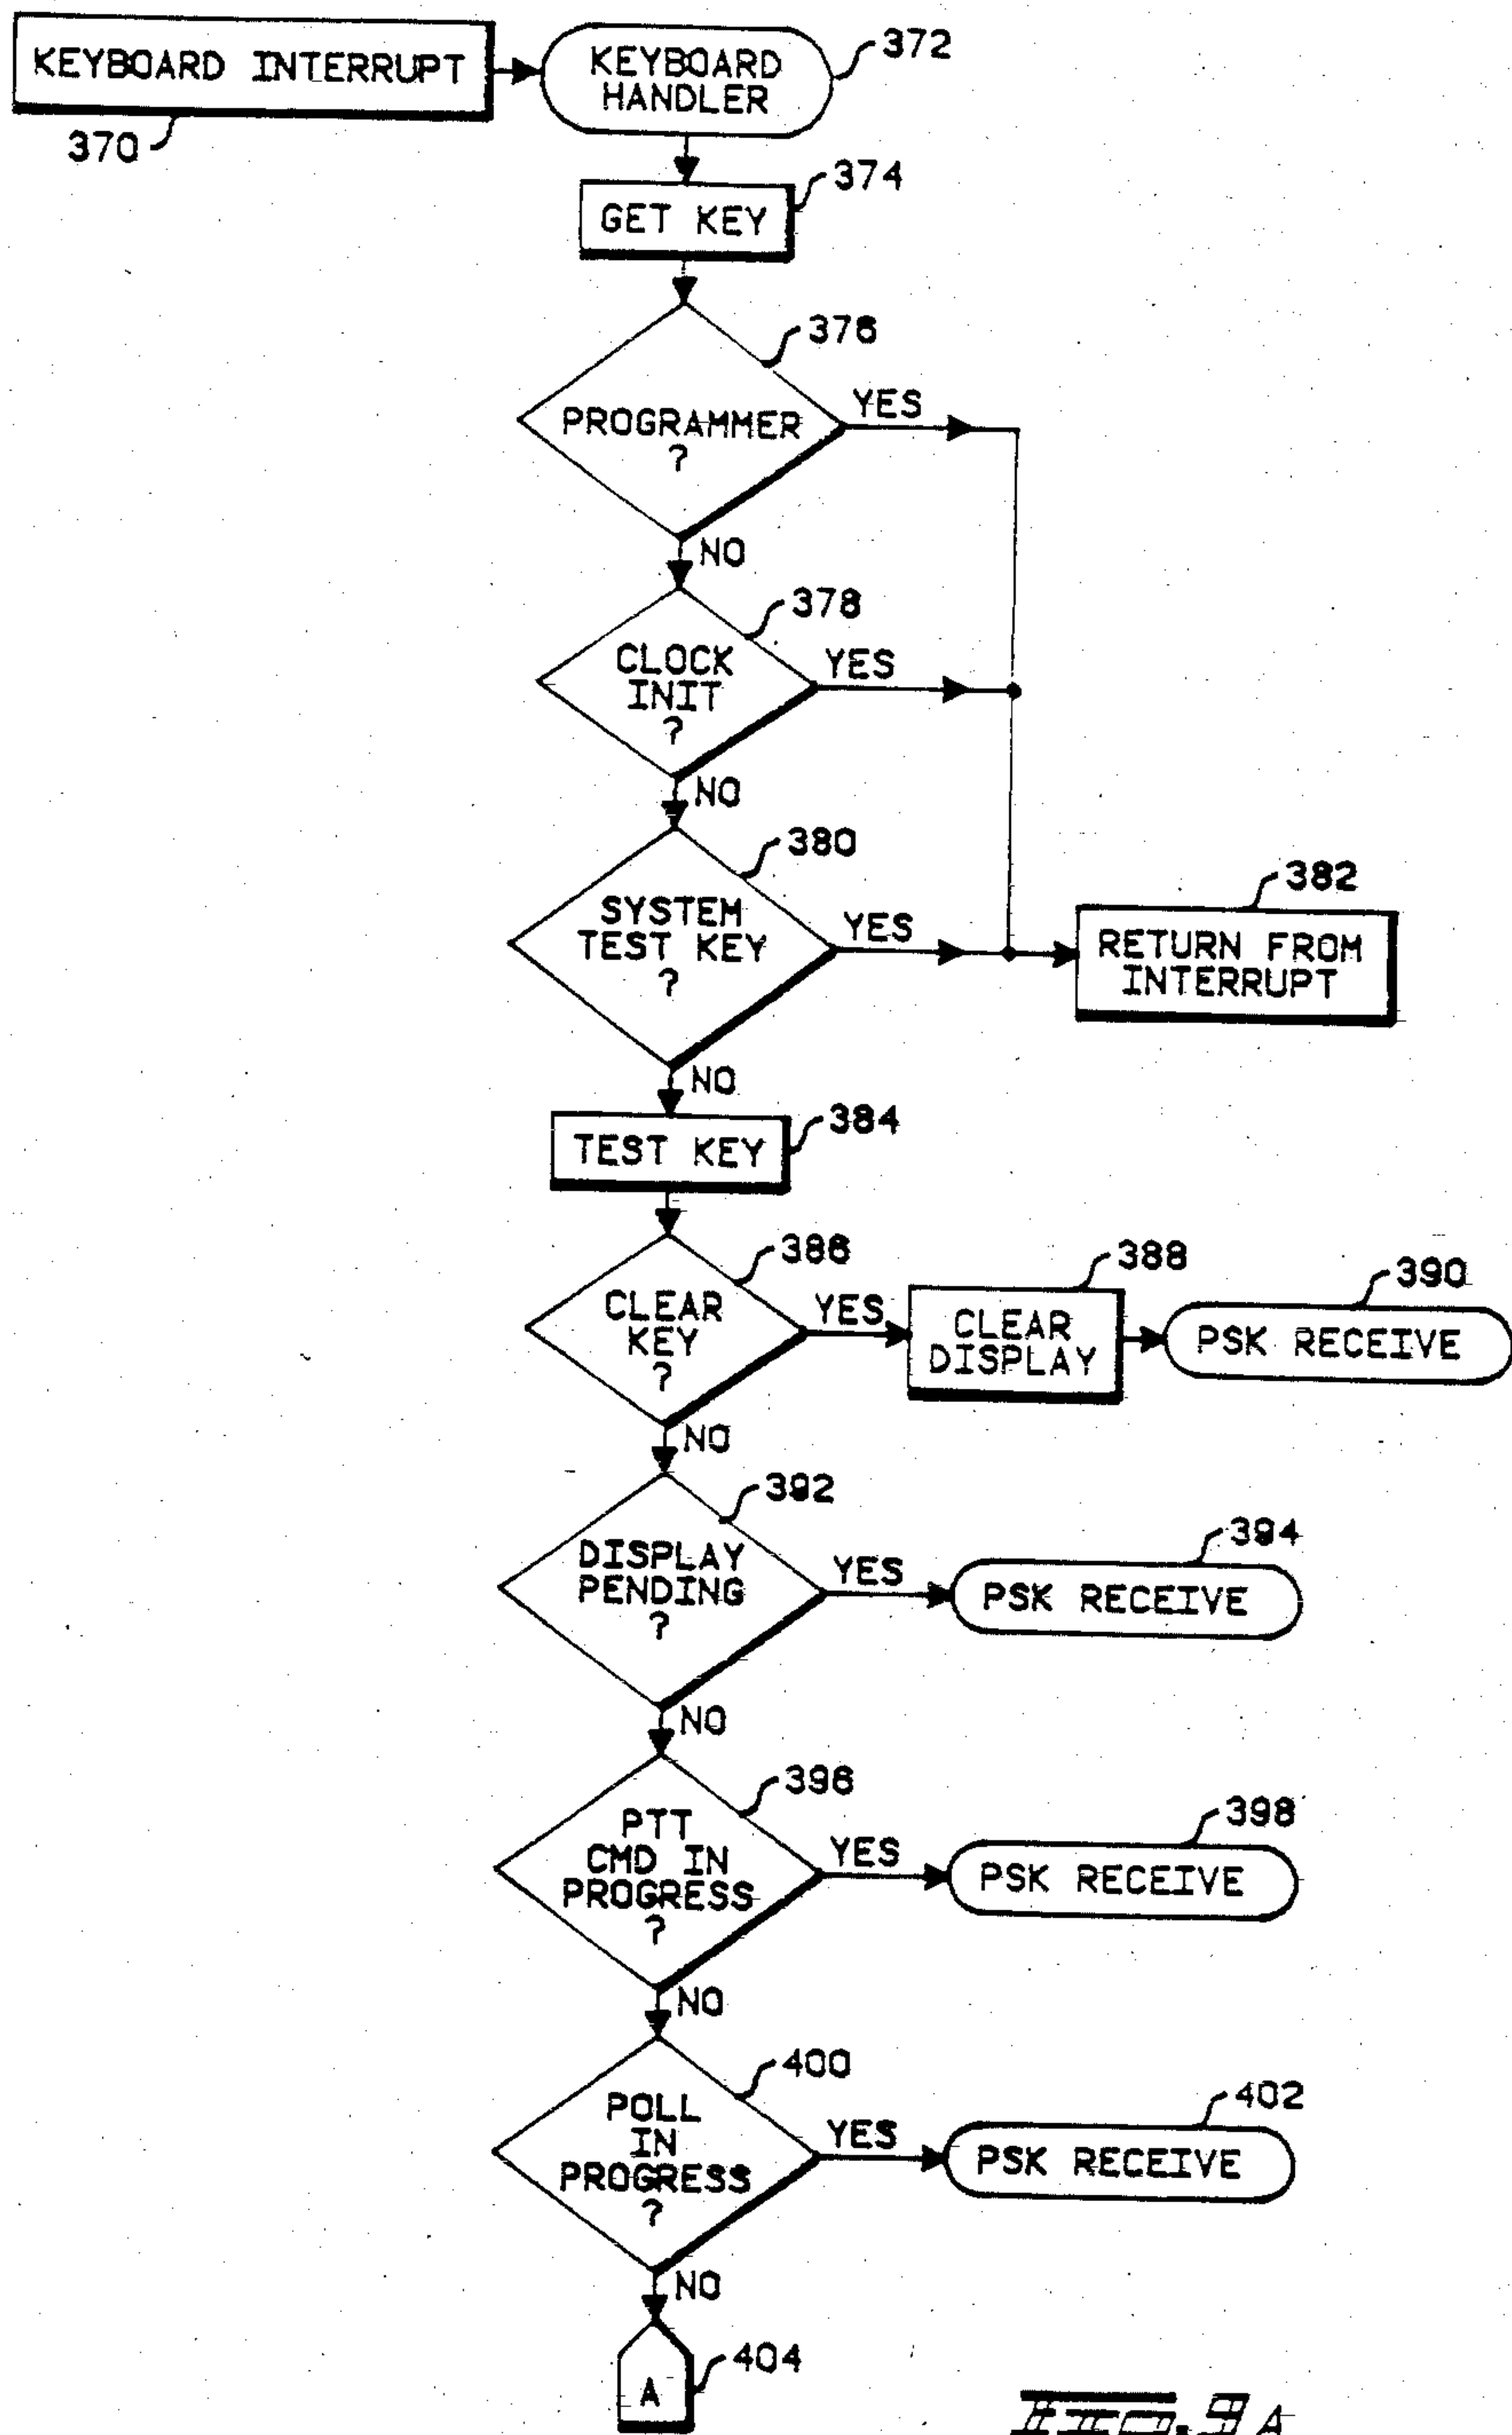 KEYBOARD INTERRUPT
370
KEYBOARD
HANDLER
372
GET KEY
374
376
PROGRAMMER
?
YES
NO
378
CLOCK
INIT
?
YES
NO
380
SYSTEM
TEST KEY
?
YES
382
RETURN FROM
INTERRUPT
NO
384
TEST KEY
386
CLEAR
KEY
?
YES
388
CLEAR
DISPLAY
390
PSK RECEIVE
NO
392
DISPLAY
PENDING
?
YES
394
PSK RECEIVE
NO
396
PTT
CMD IN
PROGRESS
?
YES
398
PSK RECEIVE
NO
400
POLL
IN
PROGRESS
?
YES
402
PSK RECEIVE
NO
A
404
FIG. 9A